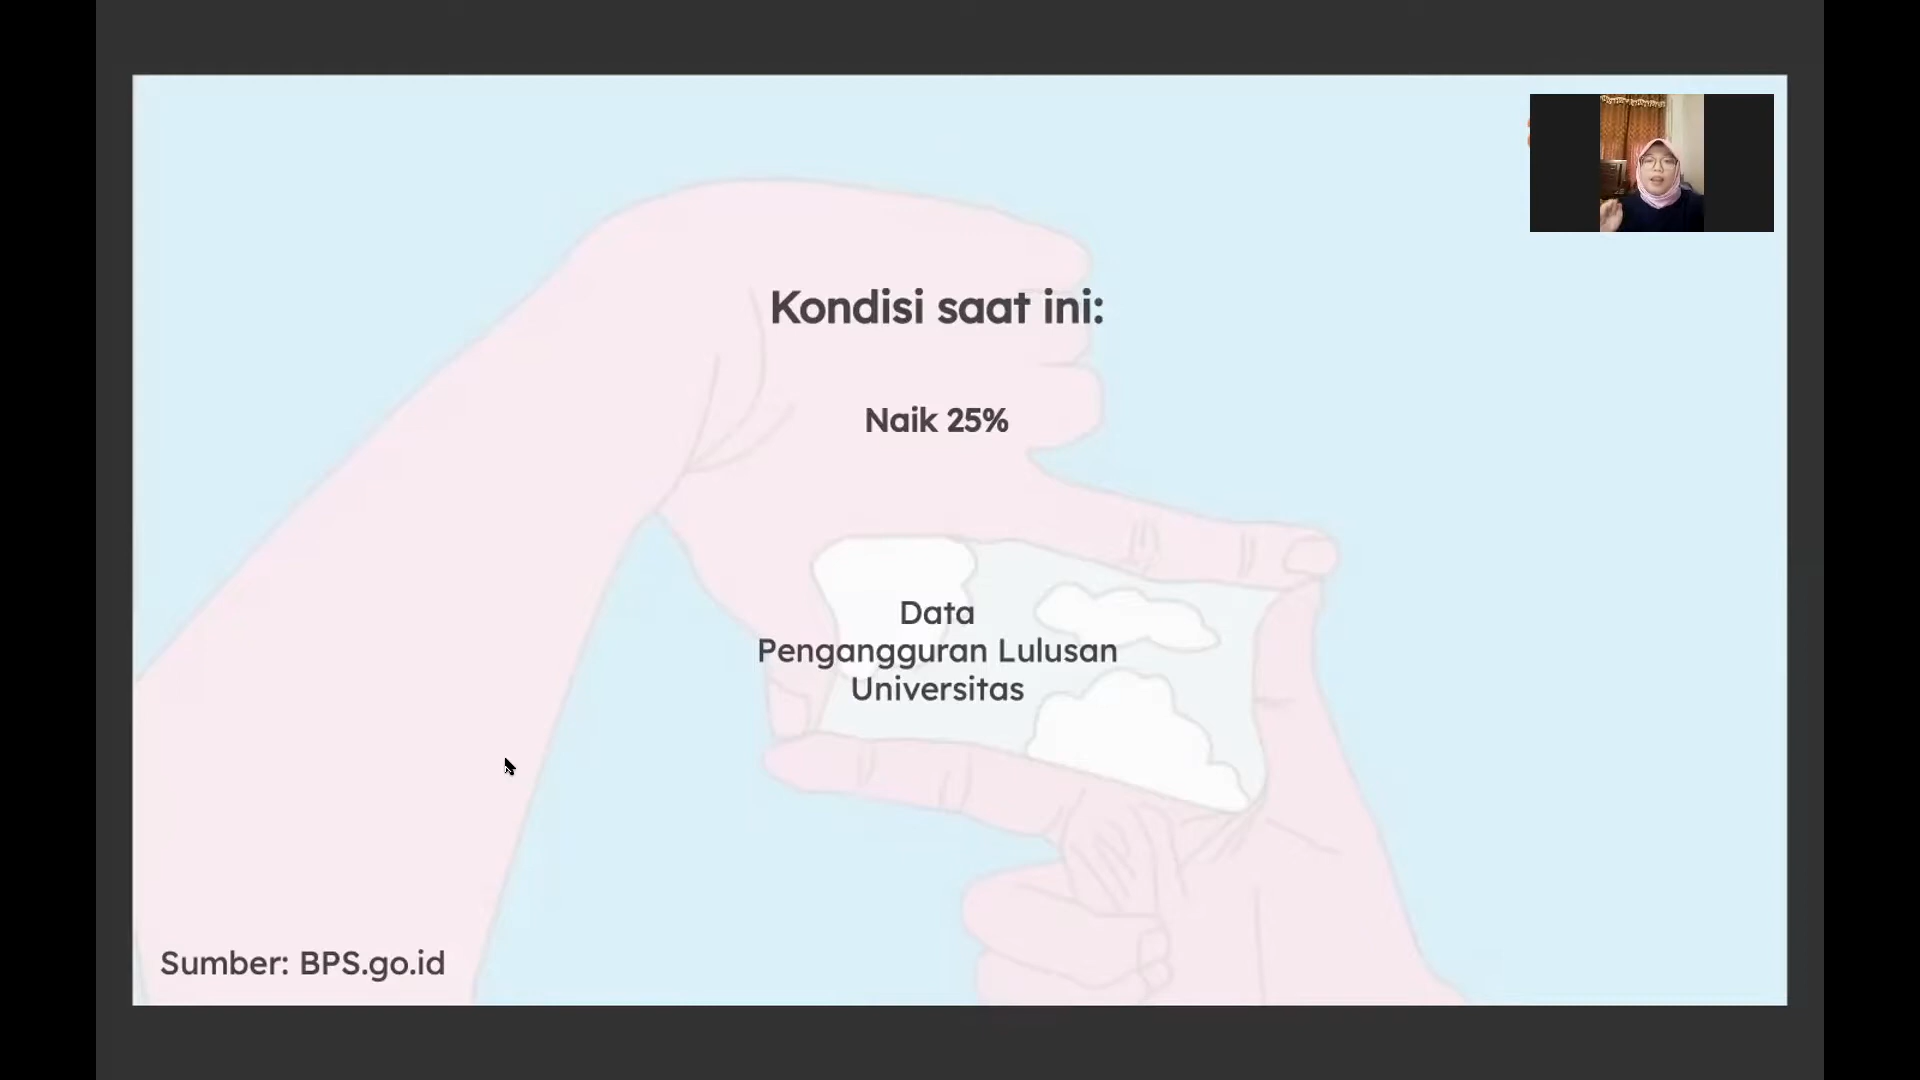 Kondisi saat ini:
Naik 25%
Data
Pengangguran Lulusan
Universitas
Sumber: BPS.go.id